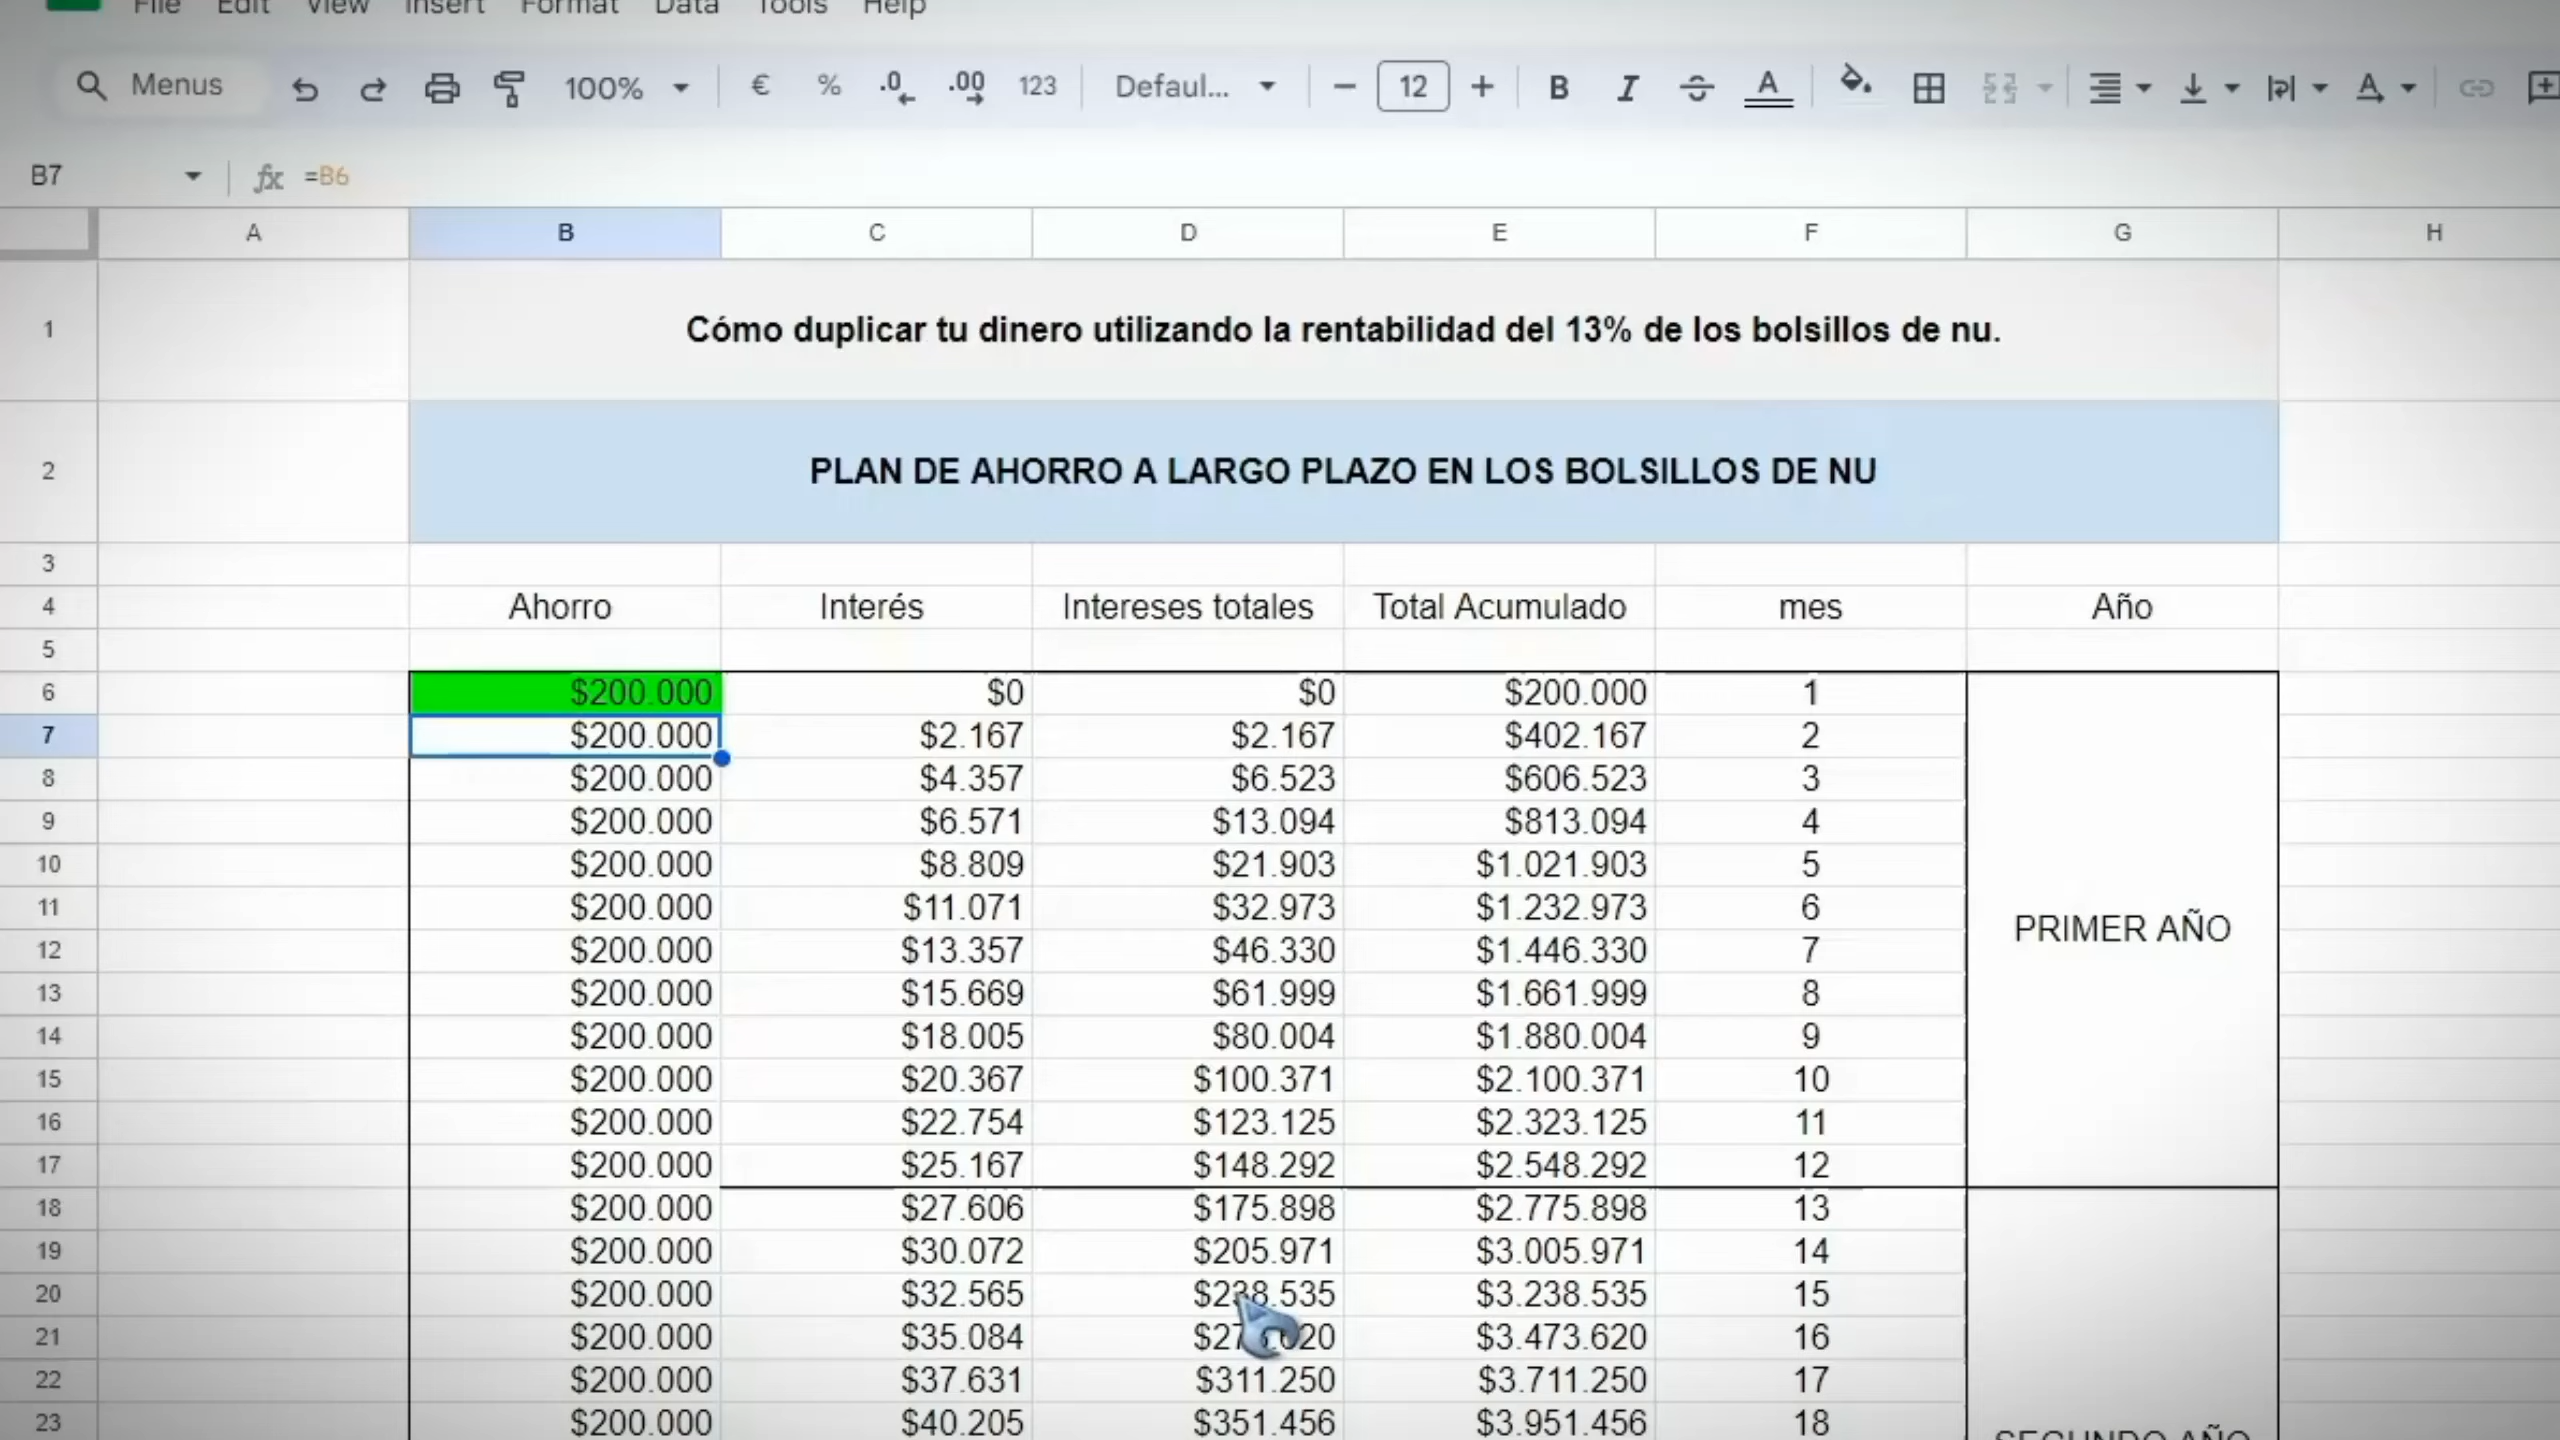 File Edit View Insert Format Data Tools Help
Menus 100% € % .0 .00 123 Defaul... 12 B I A A
B7 fx =B6
A B C D E F G H
1 Cómo duplicar tu dinero utilizando la rentabilidad del 13% de los bolsillos de nu.
2 PLAN DE AHORRO A LARGO PLAZO EN LOS BOLSILLOS DE NU
3
4 Ahorro Interés Intereses totales Total Acumulado mes Año
5
6 $200.000 $0 $0 $200.000 1
7 $200.000 $2.167 $2.167 $402.167 2
8 $200.000 $4.357 $6.523 $606.523 3
9 $200.000 $6.571 $13.094 $813.094 4
10 $200.000 $8.809 $21.903 $1.021.903 5
11 $200.000 $11.071 $32.973 $1.232.973 6
PRIMER AÑO
12 $200.000 $13.357 $46.330 $1.446.330 7
13 $200.000 $15.669 $61.999 $1.661.999 8
14 $200.000 $18.005 $80.004 $1.880.004 9
15 $200.000 $20.367 $100.371 $2.100.371 10
16 $200.000 $22.754 $123.125 $2.323.125 11
17 $200.000 $25.167 $148.292 $2.548.292 12
18 $200.000 $27.606 $175.898 $2.775.898 13
19 $200.000 $30.072 $205.971 $3.005.971 14
20 $200.000 $32.565 $238.535 $3.238.535 15
21 $200.000 $35.084 $3.473.620 16
22 $200.000 $37.631 $311.250 $3.711.250 17
23 $200.000 $40.205 $351.456 $3.951.456 18
SEGUNDO AÑO